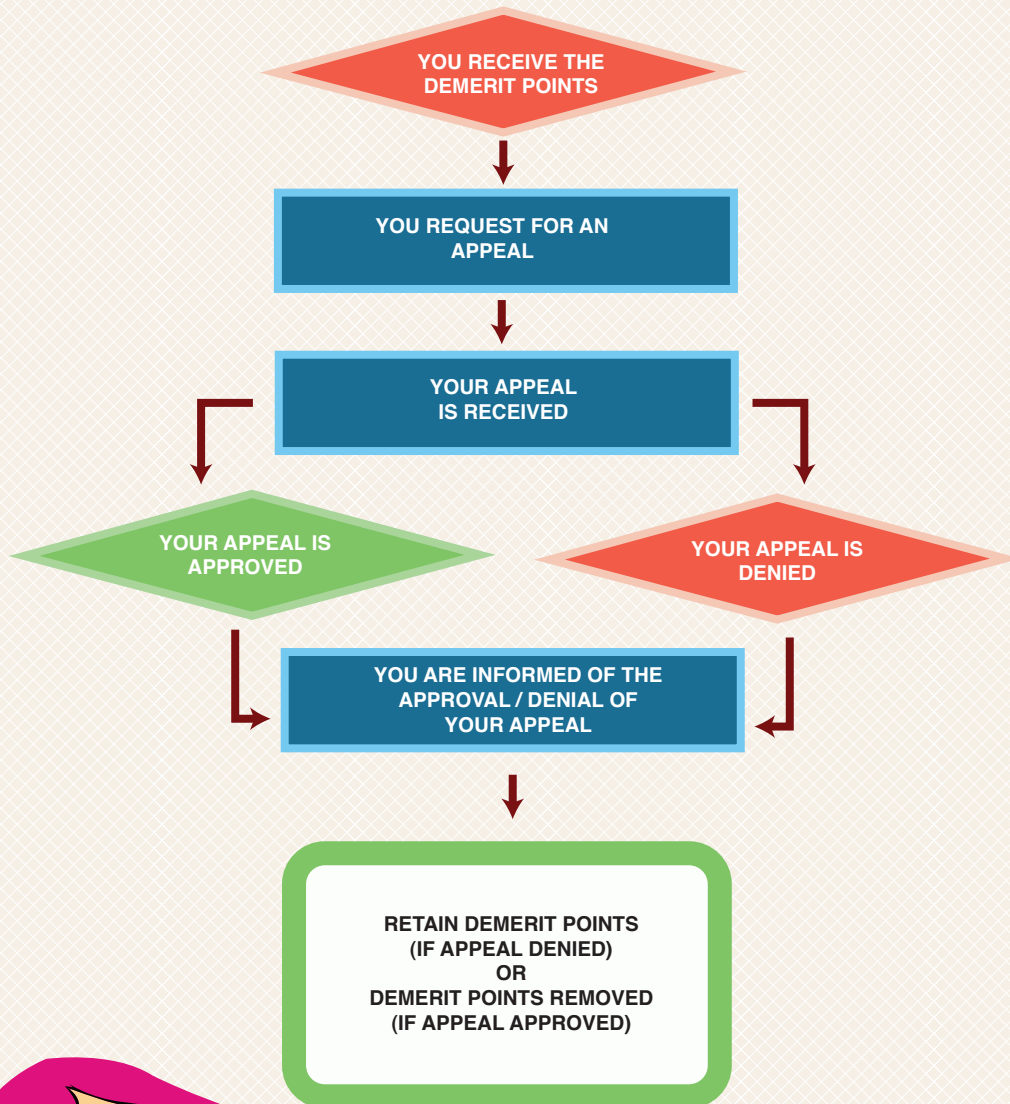 YOU RECEIVE THE
DEMERIT POINTS
YOU REQUEST FOR AN
APPEAL
YOUR APPEAL
IS RECEIVED
YOUR APPEAL IS
APPROVED
YOUR APPEAL IS
DENIED
YOU ARE INFORMED OF THE
APPROVAL / DENIAL OF
YOUR APPEAL
RETAIN DEMERIT POINTS
(IF APPEAL DENIED)
OR
DEMERIT POINTS REMOVED
(IF APPEAL APPROVED)